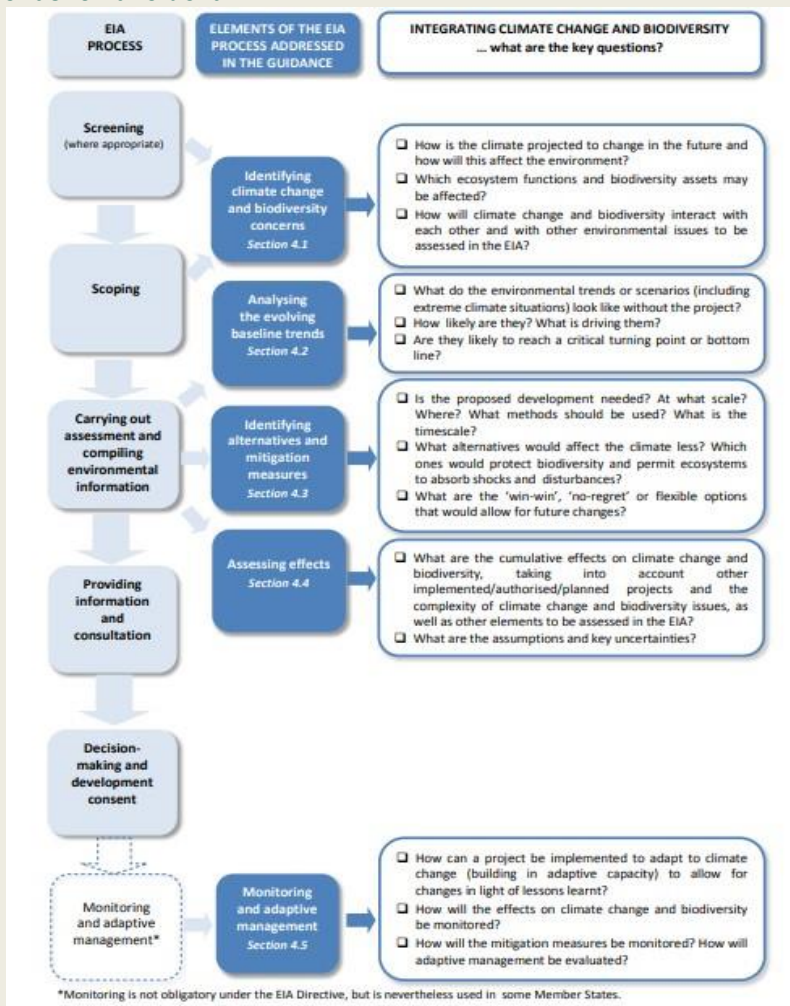 EIA
PROCESS
ELEMENTS OF THE EIA
PROCESS ADDRESSED
IN THE GUIDANCE
INTEGRATING CLIMATE CHANGE AND BIODIVERSITY
... what are the key questions?
Screening
(where appropriate)
Identifying
climate change
and biodiversity
concerns
Section 4.1
❑ How is the climate projected to change in the future and
how will this affect the environment?
❑ Which ecosystem functions and biodiversity assets may
be affected?
❑ How will climate change and biodiversity interact with
each other and with other environmental issues to be
assessed in the EIA?
Scoping
Analysing
the evolving
baseline trends
Section 4.2
❑ What do the environmental trends or scenarios (including
extreme climate situations) look like without the project?
❑ How likely are they? What is driving them?
❑ Are they likely to reach a critical turning point or bottom
line?
Carrying out
assessment and
compiling
environmental
information
Identifying
alternatives and
mitigation
measures
Section 4.3
❑ Is the proposed development needed? At what scale?
Where? What methods should be used? What is the
timescale?
❑ What alternatives would affect the climate less? Which
ones would protect biodiversity and permit ecosystems
to absorb shocks and disturbances?
❑ What are the ‘win-win’, ‘no-regret’ or flexible options
that would allow for future changes?
Assessing effects
Section 4.4
❑ What are the cumulative effects on climate change and
biodiversity, taking into account other
implemented/authorised/planned projects and the
complexity of climate change and biodiversity issues, as
well as other elements to be assessed in the EIA?
❑ What are the assumptions and key uncertainties?
Providing
information
and
consultation
Decision-
making and
development
consent
Monitoring
and adaptive
management*
Monitoring
and adaptive
management
Section 4.5
❑ How can a project be implemented to adapt to climate
change (building in adaptive capacity) to allow for
changes in light of lessons learnt?
❑ How will the effects on climate change and biodiversity
be monitored?
❑ How will the mitigation measures be monitored? How will
adaptive management be evaluated?
*Monitoring is not obligatory under the EIA Directive, but is nevertheless used in some Member States.